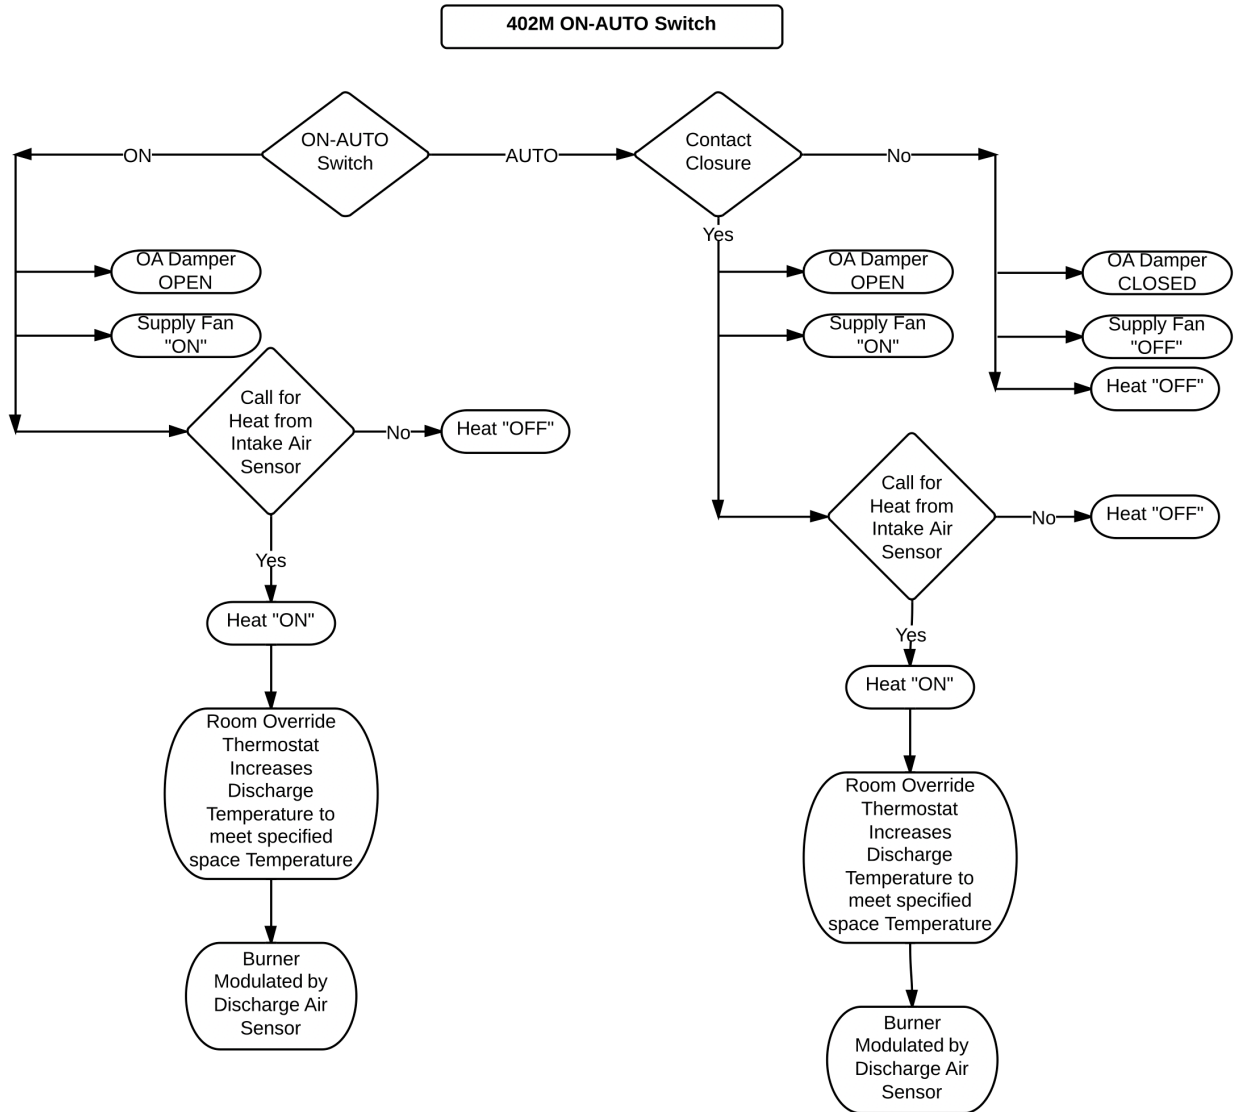 402M ON-AUTO Switch
ON-AUTO
Switch
Contact
Closure
ON
AUTO
No
Yes
OA Damper
OPEN
Supply Fan
"ON"
OA Damper
OPEN
Supply Fan
"ON"
OA Damper
CLOSED
Supply Fan
"OFF"
Heat "OFF"
Call for
Heat from
Intake Air
Sensor
No
Heat "OFF"
Yes
Heat "ON"
Room Override
Thermostat
Increases
Discharge
Temperature to
meet specified
space Temperature
Burner
Modulated by
Discharge Air
Sensor
Call for
Heat from
Intake Air
Sensor
No
Heat "OFF"
Yes
Heat "ON"
Room Override
Thermostat
Increases
Discharge
Temperature to
meet specified
space Temperature
Burner
Modulated by
Discharge Air
Sensor